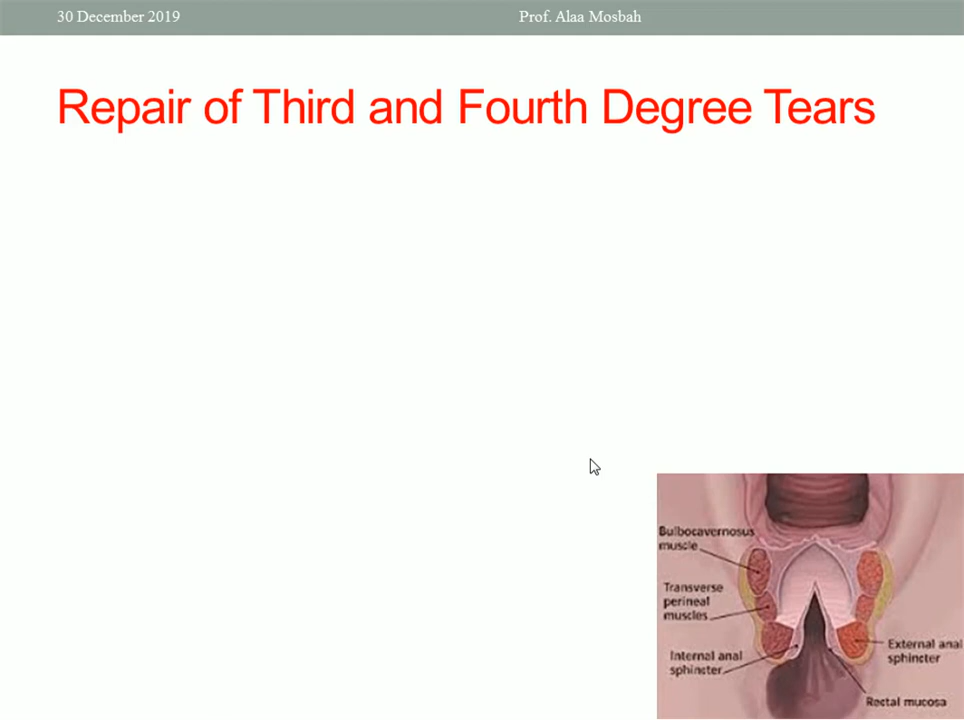 30 December 2019
Prof. Alaa Mosbah
Repair of Third and Fourth Degree Tears
Bulbocavernosus
muscle
Transverse
perineal
muscles
Internal anal
sphincter
External anal
sphincter
Rectal mucosa